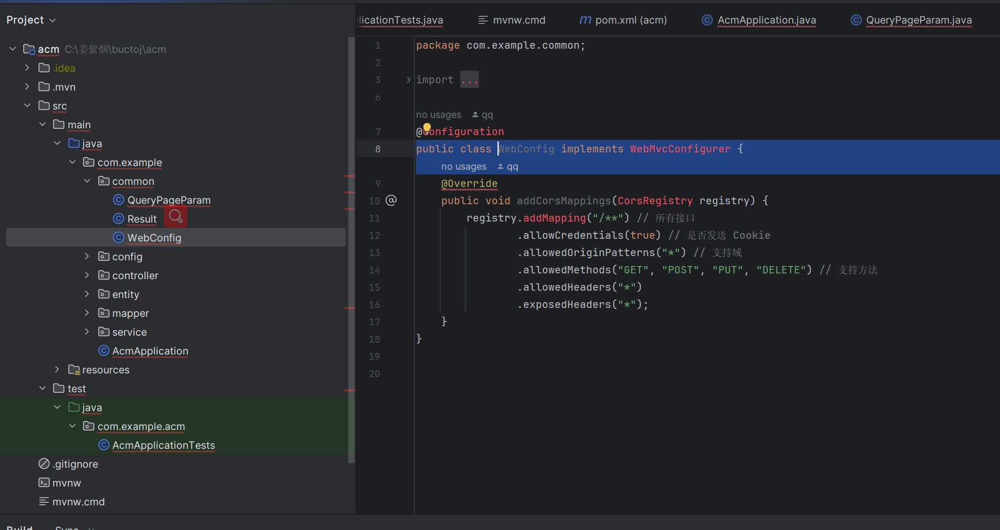 Project
licationTests.java
mvnw.cmd
pom.xml (acm)
AcmApplication.java
QueryPageParam.java
acm C:\姜紫烟\buctoj\acm
.idea
.mvn
src
main
java
com.example
common
QueryPageParam
Result
WebConfig
config
controller
entity
mapper
service
AcmApplication
resources
test
java
com.example.acm
AcmApplicationTests
.gitignore
mvnw
mvnw.cmd
1 package com.example.common;
2
3 import ...
6
no usages qq
7 @Configuration
8 public class WebConfig implements WebMvcConfigurer {
no usages qq
9 @Override
10 public void addCorsMappings(CorsRegistry registry) {
11 registry.addMapping("/**") // 所有接口
12 .allowCredentials(true) // 是否发送 Cookie
13 .allowedOriginPatterns("*") // 支持域
14 .allowedMethods("GET", "POST", "PUT", "DELETE") // 支持方法
15 .allowedHeaders("*")
16 .exposedHeaders("*");
17 }
18 }
19
20
Build Sync